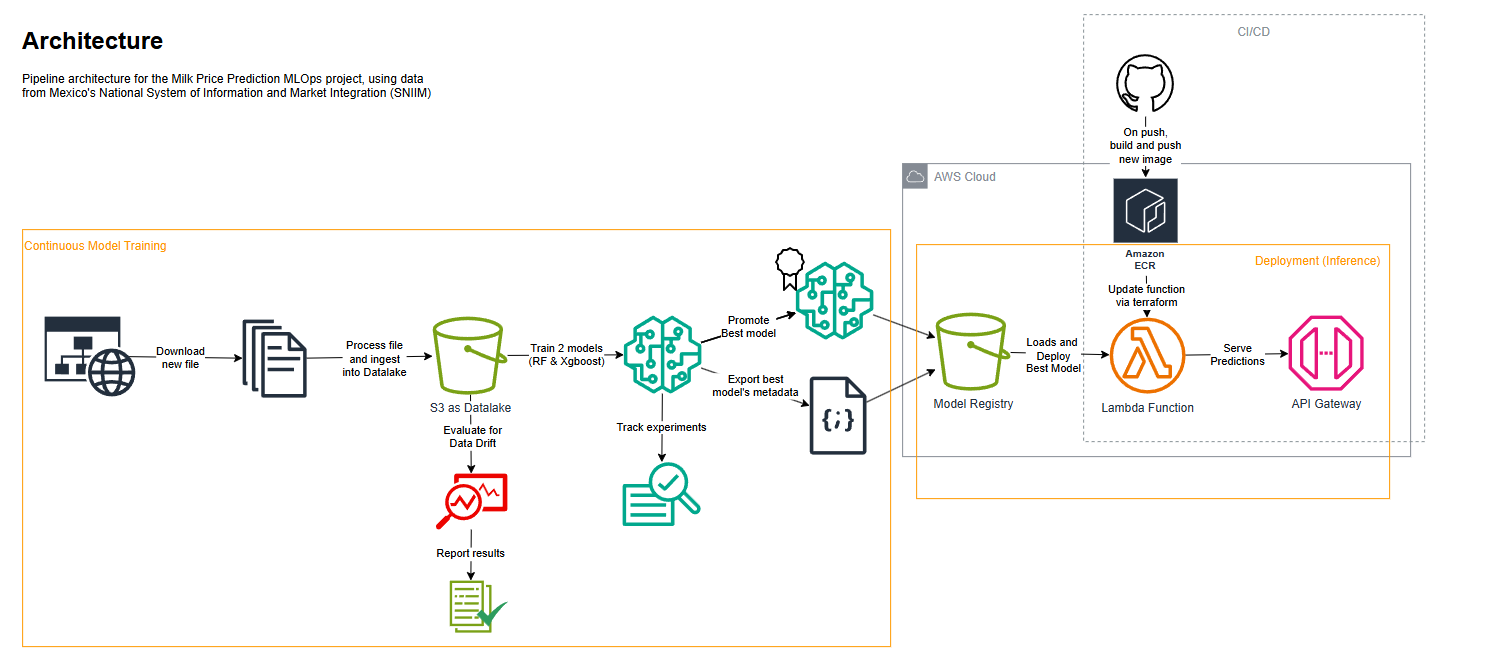 Architecture
Pipeline architecture for the Milk Price Prediction MLOps project, using data
from Mexico's National System of Information and Market Integration (SNIIM)
CI/CD
On push,
build and push
new image
AWS Cloud
Amazon
ECR
Continuous Model Training
Deployment (Inference)
Update function
via terraform
Download
new file
Process file
and ingest
into Datalake
S3 as Datalake
Train 2 models
(RF & Xgboost)
Promote
Best model
Export best
model's metadata
{;}
Model Registry
Loads and
Deploy
Best Model
Lambda Function
Serve
Predictions
API Gateway
Evaluate for
Data Drift
Track experiments
Report results